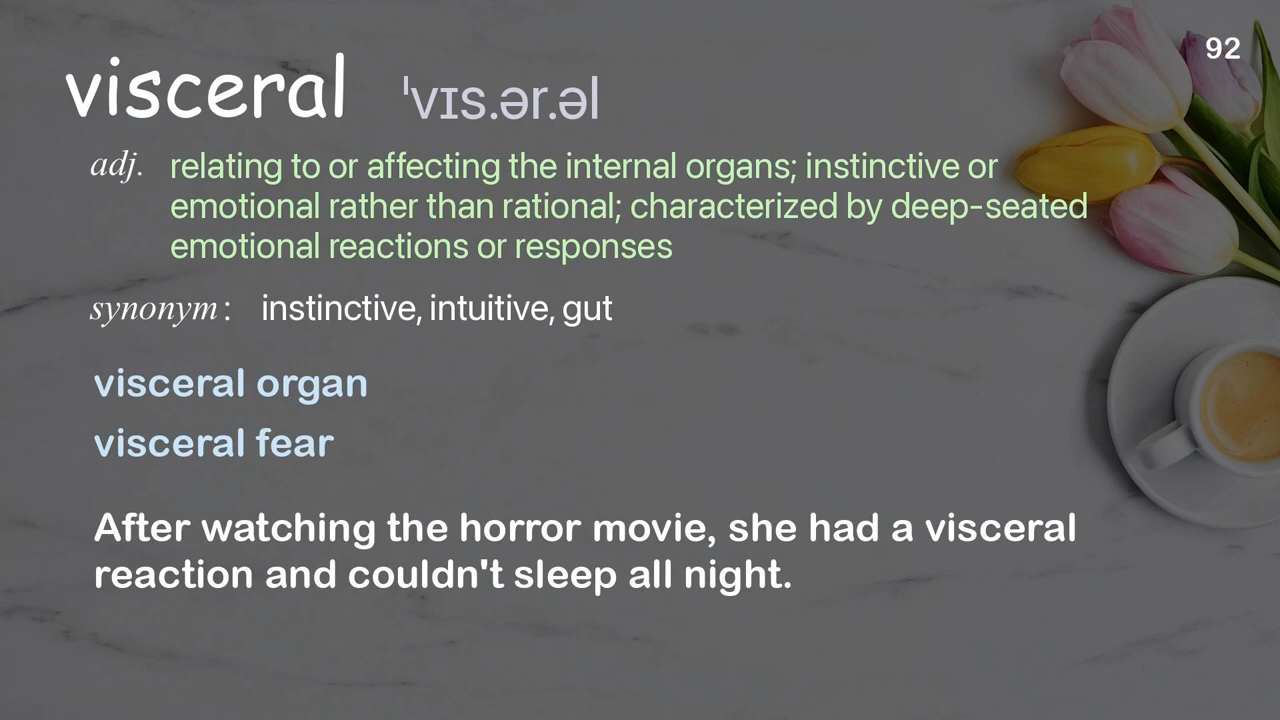 92
visceral ˈvɪs.ər.əl
adj. relating to or affecting the internal organs; instinctive or
emotional rather than rational; characterized by deep-seated
emotional reactions or responses
synonym: instinctive, intuitive, gut
visceral organ
visceral fear
After watching the horror movie, she had a visceral
reaction and couldn't sleep all night.